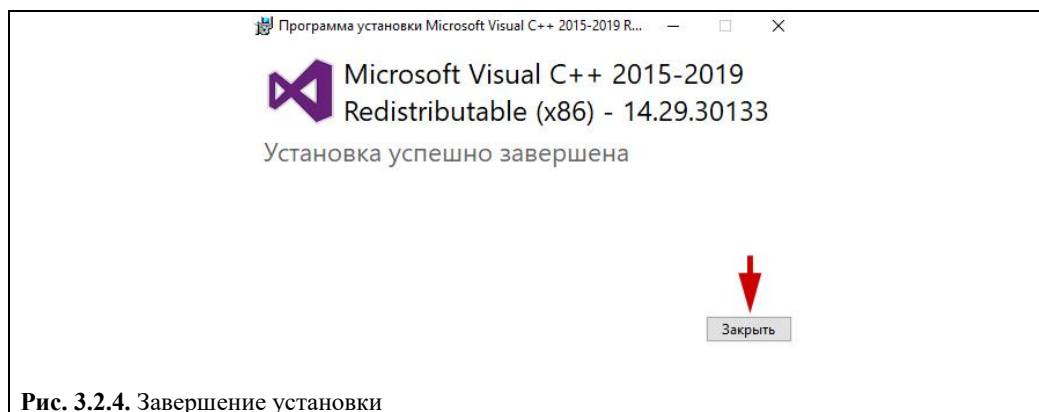 Программа установки Microsoft Visual C++ 2015-2019 R...
Microsoft Visual C++ 2015-2019
Redistributable (x86) - 14.29.30133
Установка успешно завершена
Закрыть
Рис. 3.2.4. Завершение установки